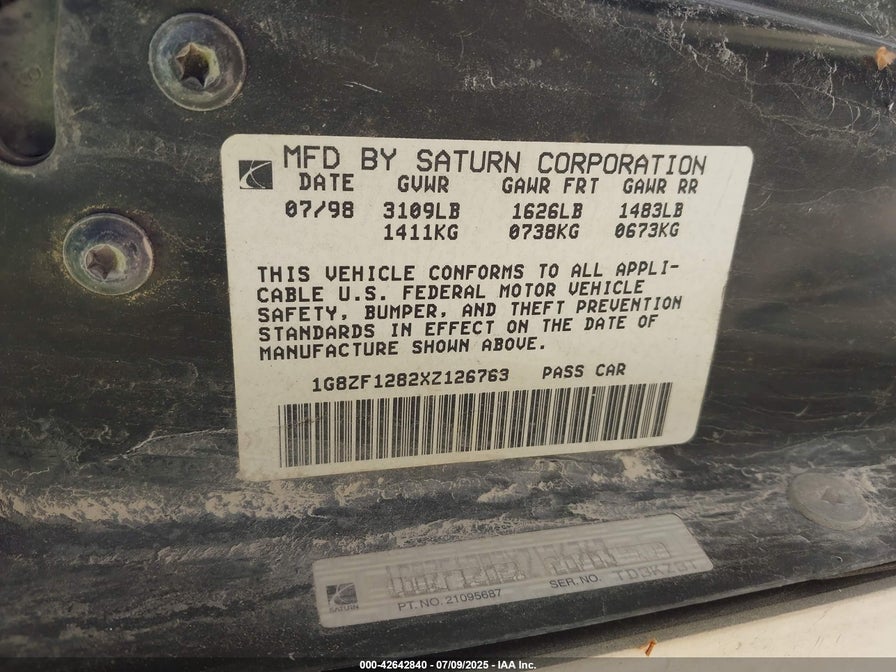 MFD BY SATURN CORPORATION
DATE GVWR GAWR FRT GAWR RR
07/98 3109LB 1626LB 1483LB
1411KG 0738KG 0673KG
THIS VEHICLE CONFORMS TO ALL APPLI-
CABLE U.S. FEDERAL MOTOR VEHICLE
SAFETY, BUMPER, AND THEFT PREVENTION
STANDARDS IN EFFECT ON THE DATE OF
MANUFACTURE SHOWN ABOVE.
1G8ZF1282XZ126763 PASS CAR
SATURN
PT. NO. 21095687 SER. NO.
000-42642840 - 07/09/2025 - IAA Inc.